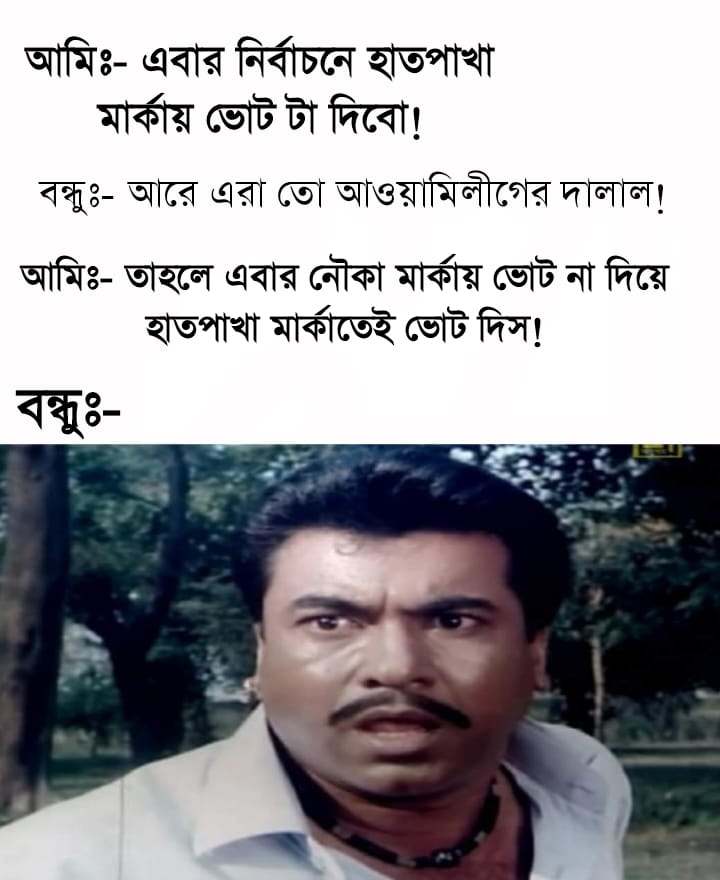 আমিঃ- এবার নির্বাচনে হাতপাখা
মার্কায় ভোট টা দিবো!
বন্ধুঃ- আরে এরা তো আওয়ামিলীগের দালাল!
আমিঃ- তাহলে এবার নৌকা মার্কায় ভোট না দিয়ে
হাতপাখা মার্কাতেই ভোট দিস!
বন্ধুঃ-